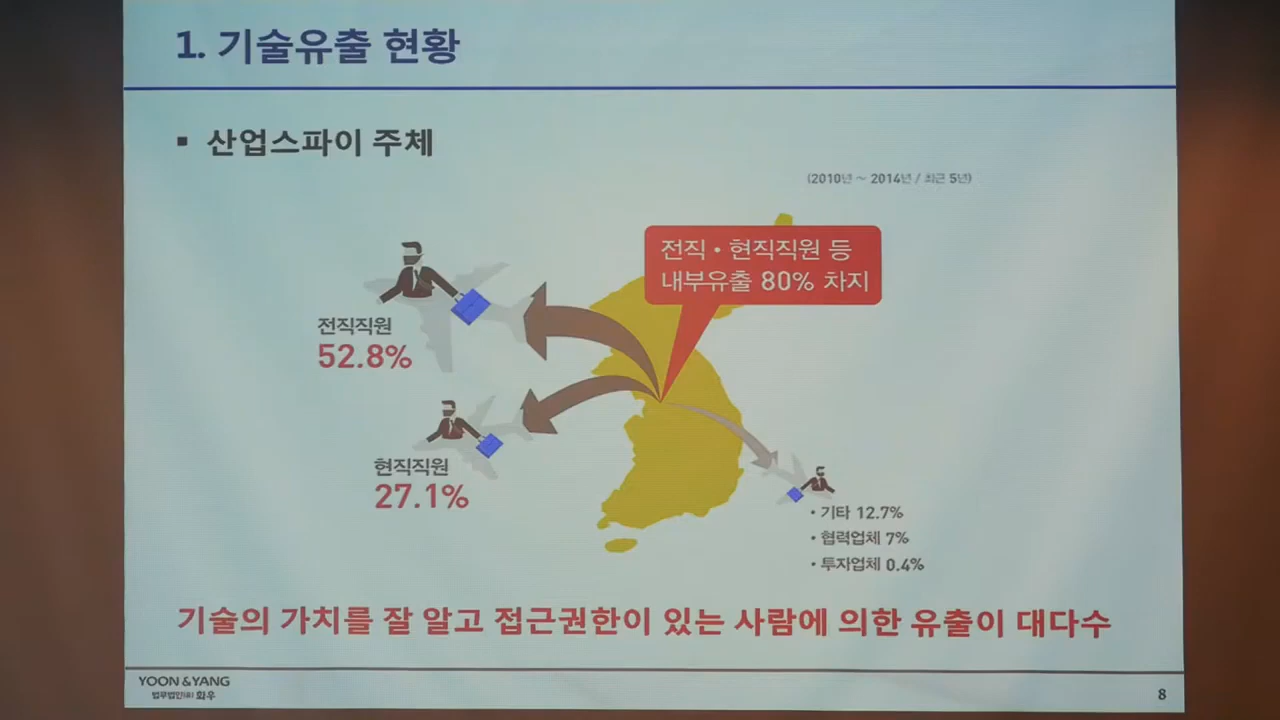 1. 기술유출 현황
▪ 산업스파이 주체
(2010년 ~ 2014년 / 최근 5년)
전직 • 현직직원 등
내부유출 80% 차지
전직직원
52.8%
현직직원
27.1%
• 기타 12.7%
• 협력업체 7%
• 투자업체 0.4%
기술의 가치를 잘 알고 접근권한이 있는 사람에 의한 유출이 대다수
YOON & YANG
법무법인(유) 화우
8